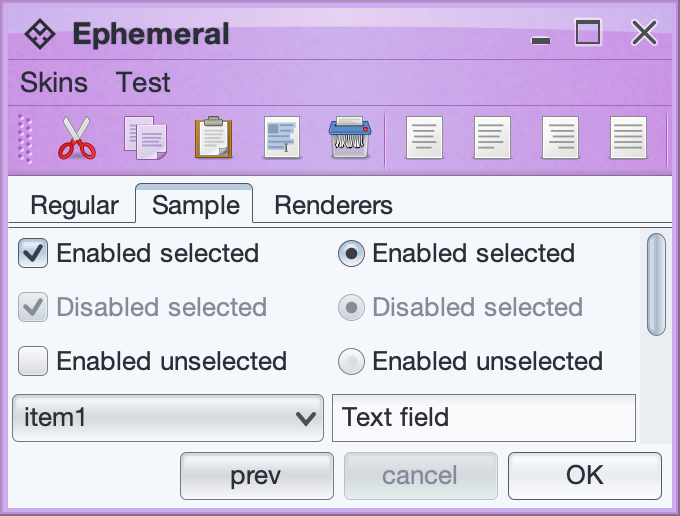 Ephemeral
Skins Test
Regular Sample Renderers
Enabled selected Enabled selected
Disabled selected Disabled selected
Enabled unselected Enabled unselected
item1 Text field
prev cancel OK